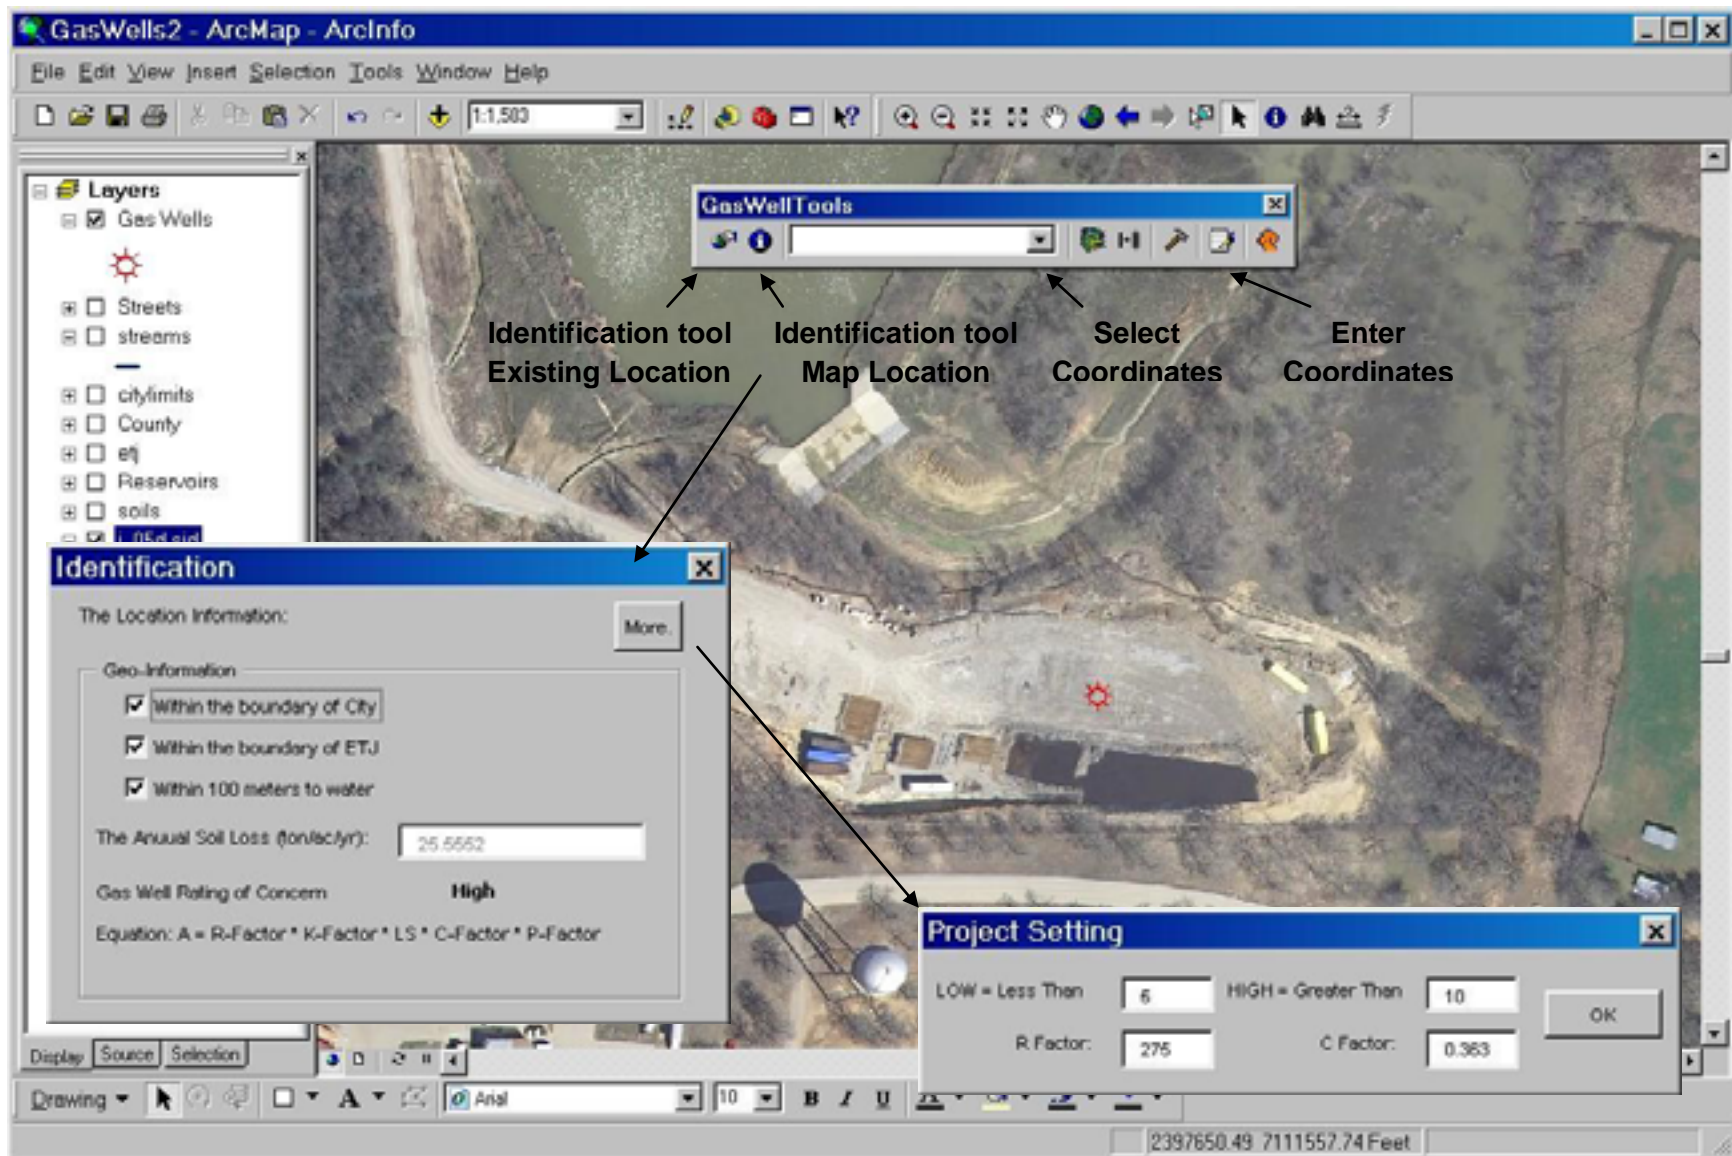 GasWells2 - ArcMap - ArcInfo
File Edit View Insert Selection Tools Window Help
1:1,583
Layers
Gas Wells
Streets
streams
citylimits
County
etj
Reservoirs
soils
GasWellTools
Identification tool
Existing Location
Identification tool
Map Location
Select
Coordinates
Enter
Coordinates
Identification
The Location Information:
More.
Geo-Information
Within the boundary of City
Within the boundary of ETJ
Within 100 meters to water
The Anuual Soil Loss (ton/ac/yr): 25.5552
Gas Well Rating of Concern High
Equation: A = R-Factor * K-Factor * LS * C-Factor * P-Factor
Project Setting
LOW = Less Than
HIGH = Greater Than 10
OK
R Factor: 275 C Factor: 0.363
Display Source Selection
Drawing A Arial 10 B I U A
2397650.49 7111557.74 Feet